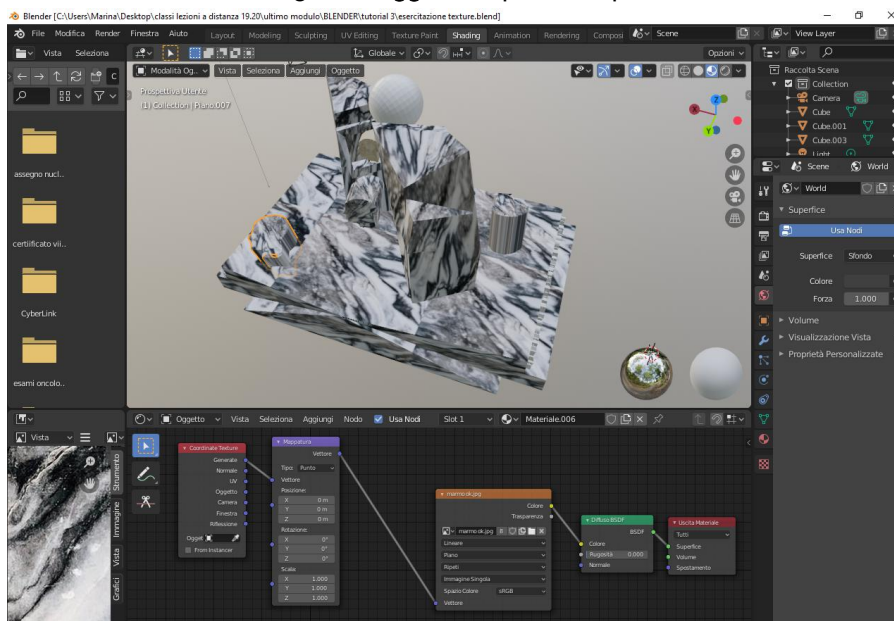 Blender [C:\Users\Marina\Desktop\classi lezioni a distanza 19.20\ultimo modulo\BLENDER\tutorial 3\esercitazione texture.blend]
File Modifica Render Finestra Aiuto Layout Modeling Sculpting UV Editing Texture Paint Shading Animation Rendering Composi Scene View Layer
Vista Seleziona Globale Opzioni
Modalità Og.. Vista Seleziona Aggiungi Oggetto
Prospettiva Utente
(1) Collection | Piano.007
X
Y
Z
assegno nucl..
certificato vii..
CyberLink
esami oncolo..
Raccolta Scena
Collection
Camera
Cube
Cube.001
Cube.003
Light
Scene World
World
Superfice
Usa Nodi
Superfice Sfondo
Colore
Forza 1.000
Volume
Visualizzazione Vista
Proprietà Personalizzate
Oggetto Vista Seleziona Aggiungi Nodo Usa Nodi Slot 1 Materiale.006
Vista
Strumento
Immagine
Vista
Grafici
Coordinate Texture
Generate
Normale
UV
Oggetto
Camera
Finestra
Riflessione
Ogget
From Instancer
Mappatura
Vettore
Tipo: Punto
Vettore
Posizione:
X 0 m
Y 0 m
Z 0 m
Rotazione:
X 0°
Y 0°
Z 0°
Scala:
X 1.000
Y 1.000
Z 1.000
marmo ok.jpg
Colore
Trasparenza
marmo ok.jpg
Lineare
Piano
Ripeti
Immagine Singola
Spazio Colore sRGB
Vettore
Diffuso BSDF
BSDF
Colore
Rugosità 0.000
Normale
Uscita Materiale
Tutti
Superfice
Volume
Spostamento